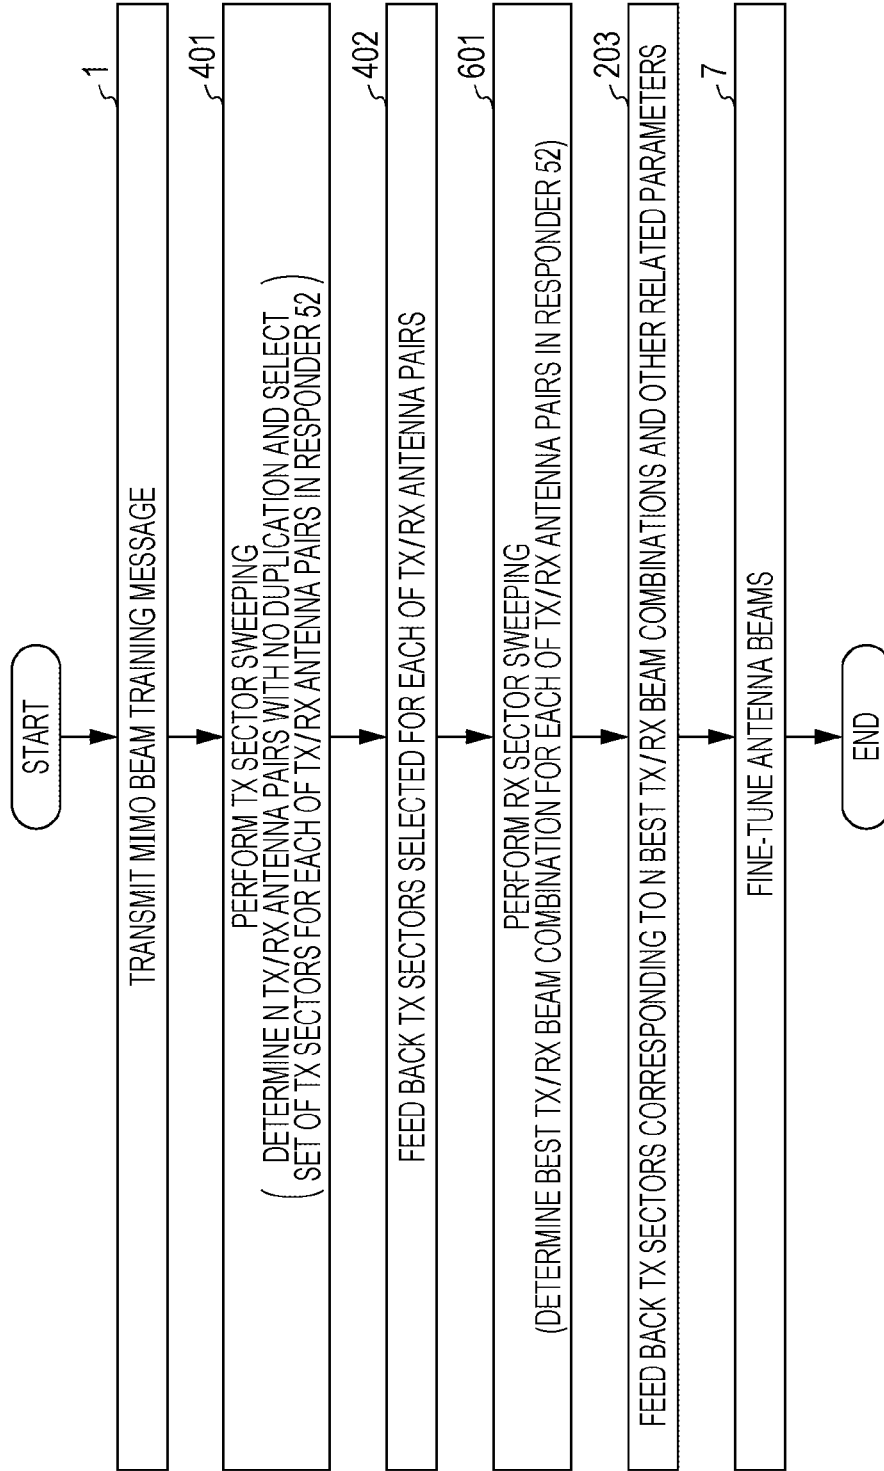 START
1
TRANSMIT MIMO BEAM TRAINING MESSAGE
401
PERFORM TX SECTOR SWEEPING
( DETERMINE N TX/RX ANTENNA PAIRS WITH NO DUPLICATION AND SELECT
SET OF TX SECTORS FOR EACH OF TX/RX ANTENNA PAIRS IN RESPONDER 52 )
402
FEED BACK TX SECTORS SELECTED FOR EACH OF TX/RX ANTENNA PAIRS
601
PERFORM RX SECTOR SWEEPING
(DETERMINE BEST TX/RX BEAM COMBINATION FOR EACH OF TX/RX ANTENNA PAIRS IN RESPONDER 52)
203
FEED BACK TX SECTORS CORRESPONDING TO N BEST TX/RX BEAM COMBINATIONS AND OTHER RELATED PARAMETERS
7
FINE-TUNE ANTENNA BEAMS
END